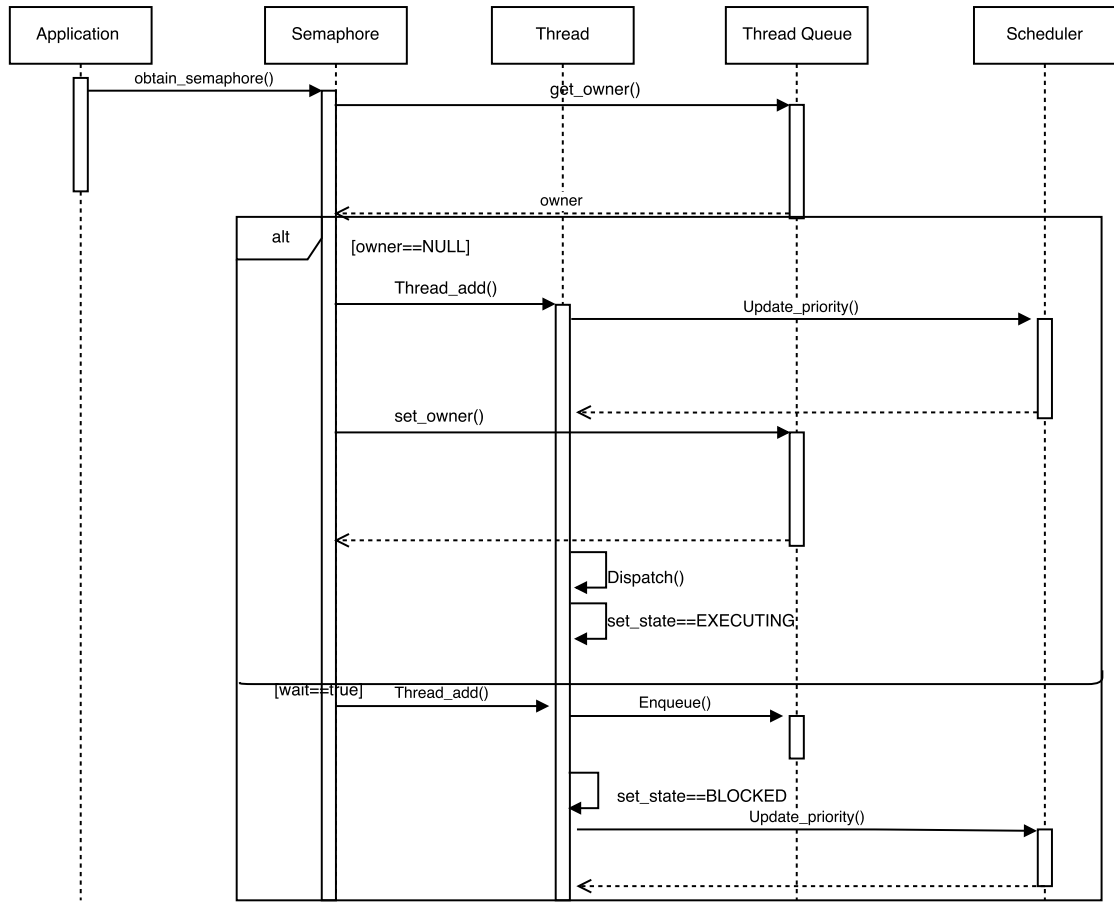 Application
Semaphore
Thread
Thread Queue
Scheduler
obtain_semaphore()
get_owner()
owner
alt
[owner==NULL]
Thread_add()
Update_priority()
set_owner()
Dispatch()
set_state==EXECUTING
[wait==true]
Thread_add()
Enqueue()
set_state==BLOCKED
Update_priority()